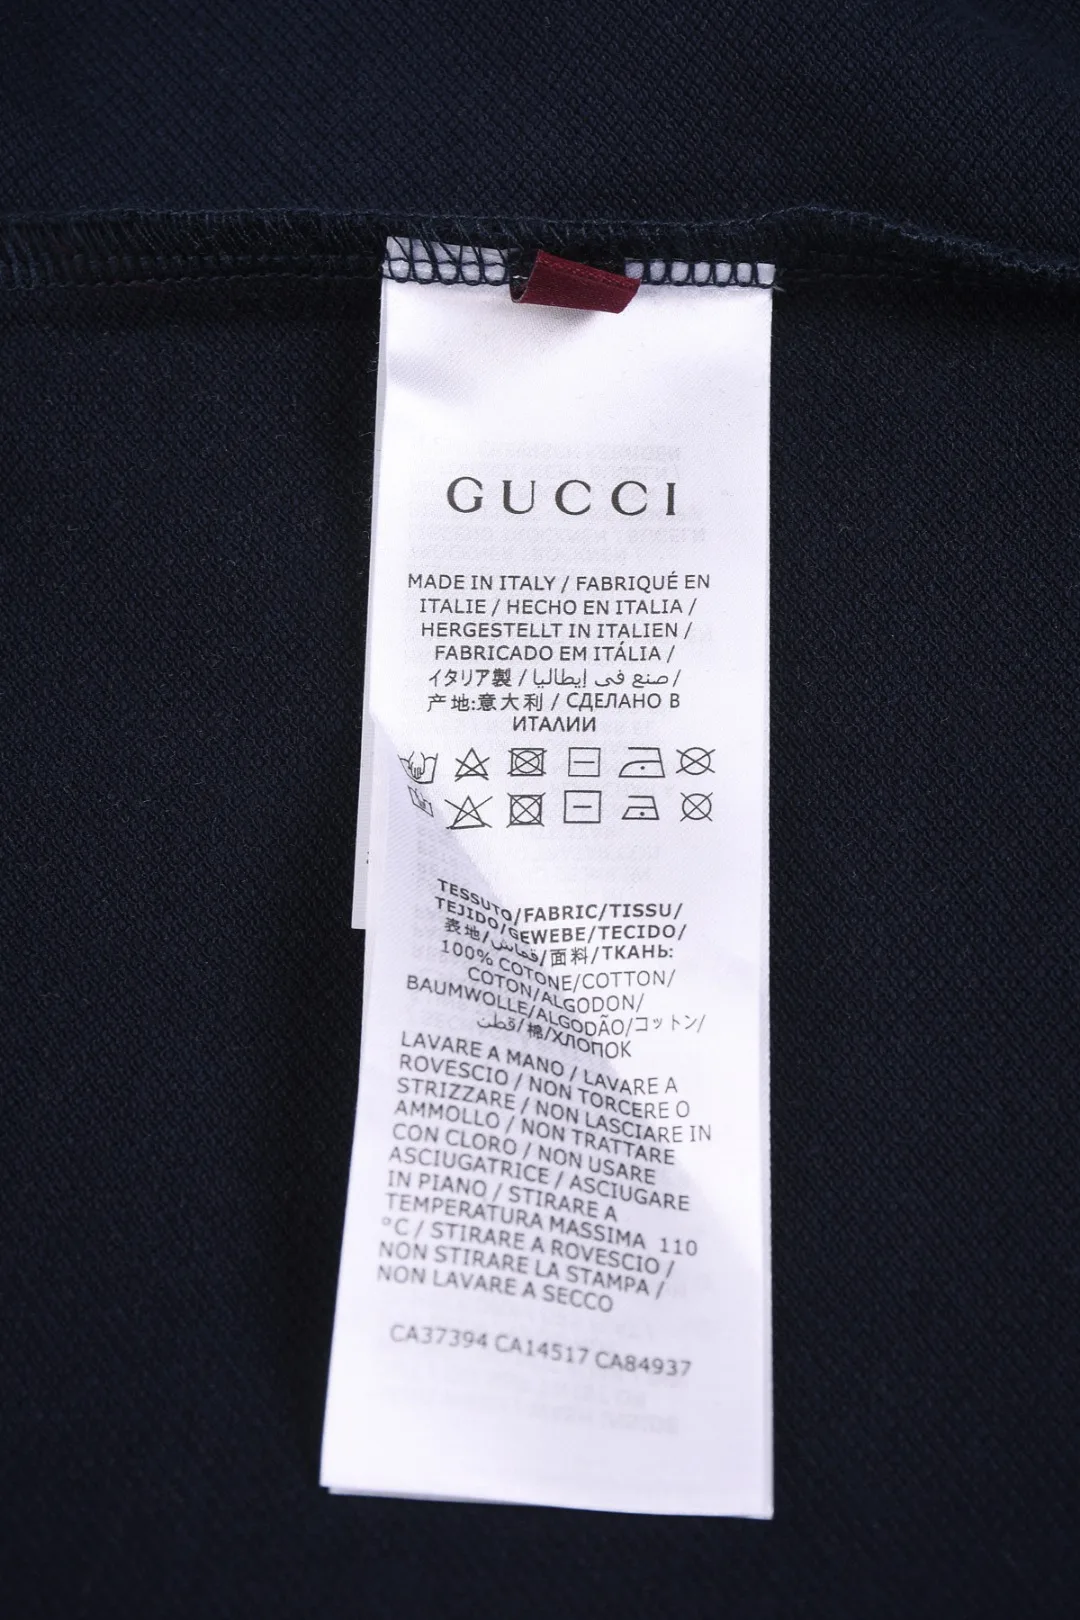 GUCCI
MADE IN ITALY / FABRIQUÉ EN
ITALIE / HECHO EN ITALIA /
HERGESTELLT IN ITALIEN /
FABRICADO EM ITÁLIA /
イタリア製 / صنع في إيطاليا /
产地:意大利 / СДЕЛАНО В
ИТАЛИИ
TESSUTO/FABRIC/TISSU/
TEJIDO/GEWEBE/TECIDO/
表地/قماش/面料/ТКАНЬ:
100% COTONE/COTTON/
COTON/ALGODON/
BAUMWOLLE/ALGODÃO/コットン/
قطن/棉/ХЛОПОК
LAVARE A MANO / LAVARE A
ROVESCIO / NON TORCERE O
STRIZZARE / NON LASCIARE IN
AMMOLLO / NON TRATTARE
CON CLORO / NON USARE
ASCIUGATRICE / ASCIUGARE
IN PIANO / STIRARE A
TEMPERATURA MASSIMA 110
°C / STIRARE A ROVESCIO /
NON STIRARE LA STAMPA /
NON LAVARE A SECCO
CA37394 CA14517 CA84937